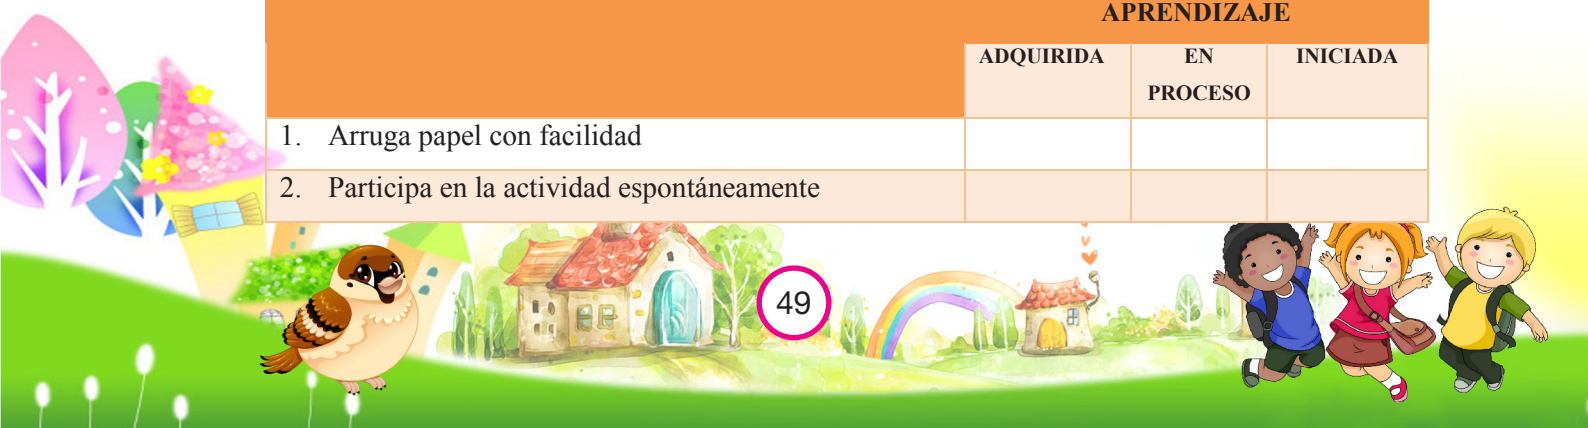 APRENDIZAJE
ADQUIRIDA EN INICIADA
PROCESO
1. Arruga papel con facilidad
2. Participa en la actividad espontáneamente
49